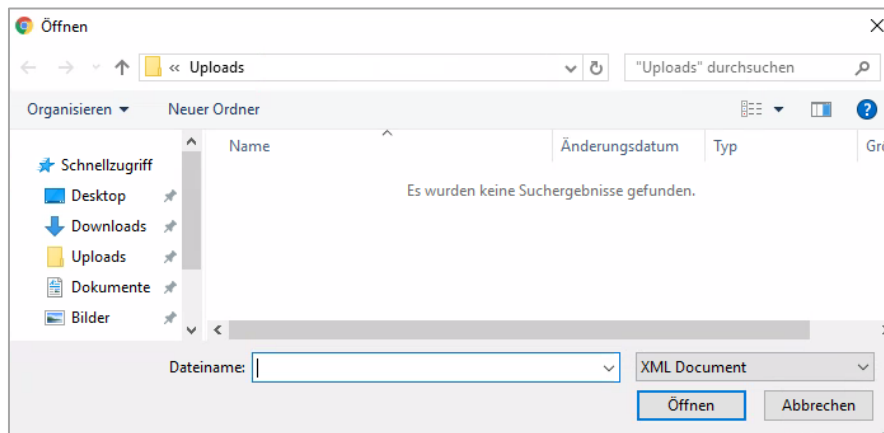 Öffnen
« Uploads
"Uploads" durchsuchen
Organisieren
Neuer Ordner
Name
Änderungsdatum
Typ
Grö
Schnellzugriff
Desktop
Downloads
Uploads
Dokumente
Bilder
Es wurden keine Suchergebnisse gefunden.
Dateiname:
XML Document
Öffnen
Abbrechen